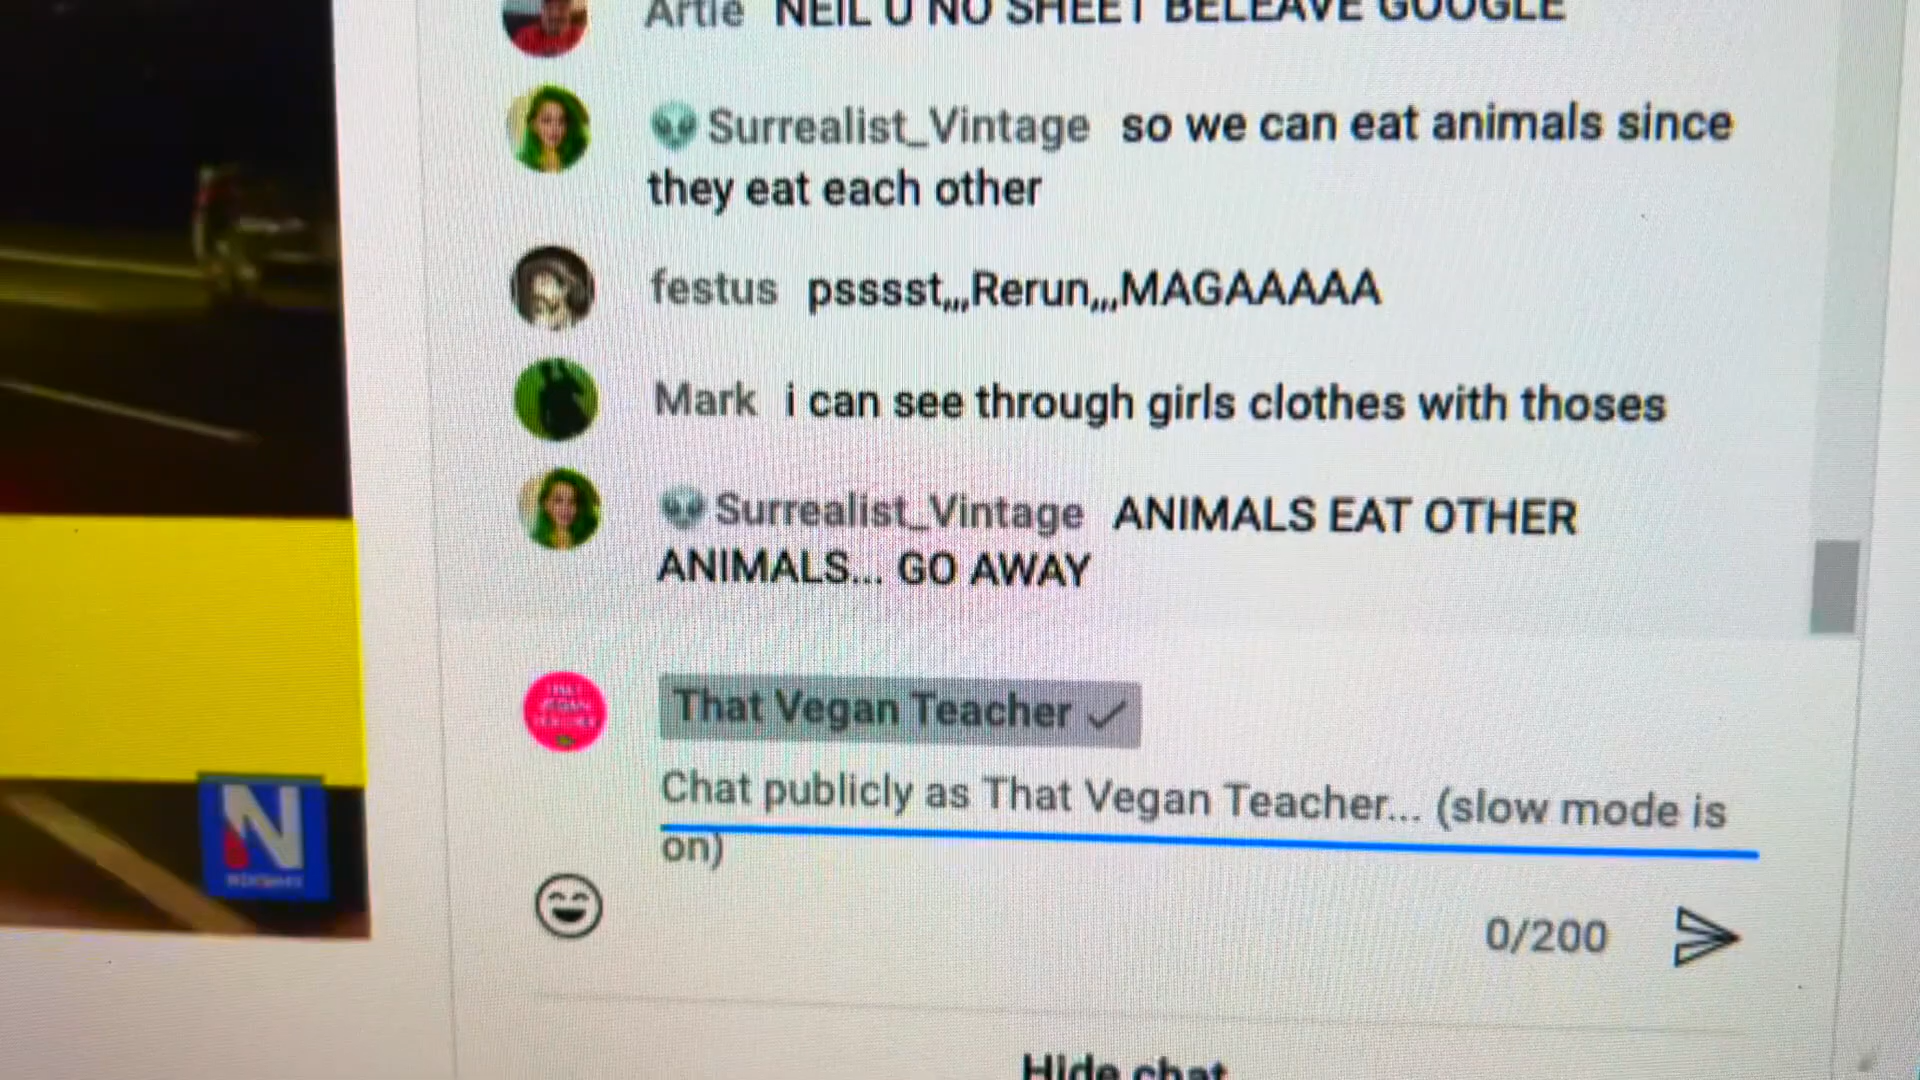 Artie NEIL U NO SHEET BELEAVE GOOGLE
Surrealist_Vintage so we can eat animals since
they eat each other
festus psssst,,,Rerun,,,MAGAAAAA
Mark i can see through girls clothes with thoses
Surrealist_Vintage ANIMALS EAT OTHER
ANIMALS... GO AWAY
That Vegan Teacher
Chat publicly as That Vegan Teacher... (slow mode is
on)
N
0/200
Hide chat